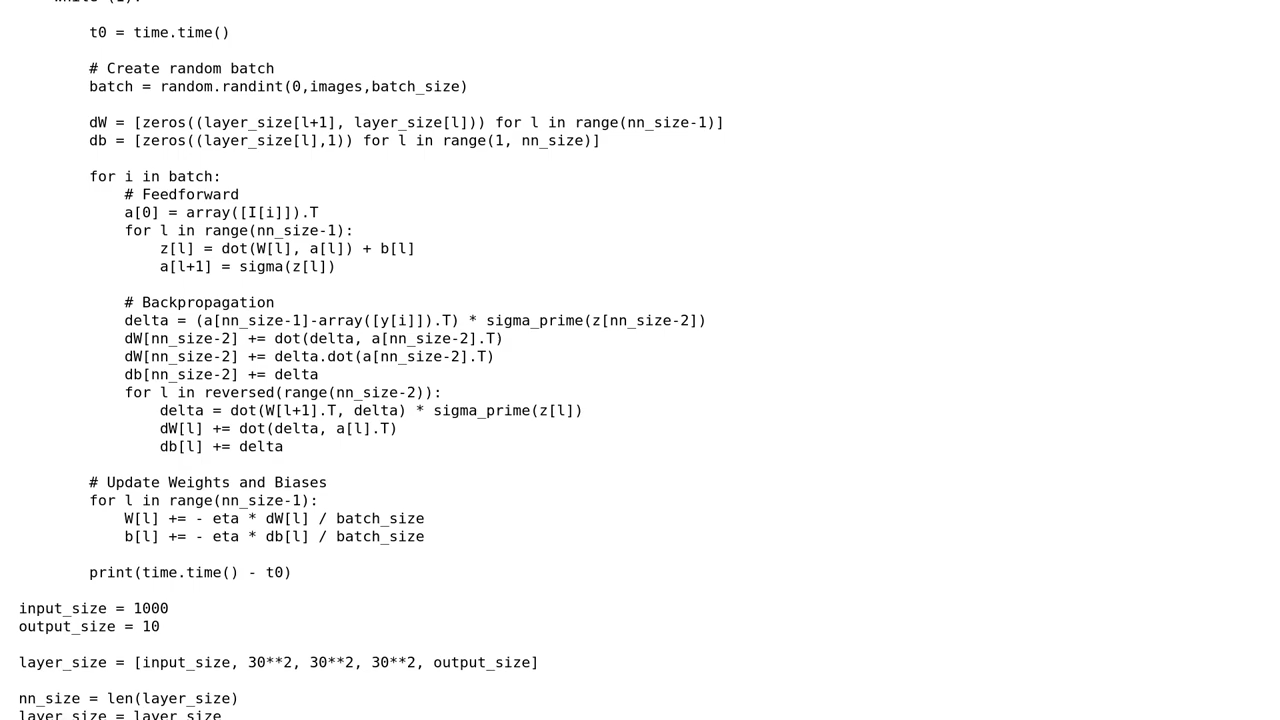 while (1):
t0 = time.time()
# Create random batch
batch = random.randint(0,images,batch_size)
dW = [zeros((layer_size[l+1], layer_size[l])) for l in range(nn_size-1)]
db = [zeros((layer_size[l],1)) for l in range(1, nn_size)]
for i in batch:
# Feedforward
a[0] = array([I[i]]).T
for l in range(nn_size-1):
z[l] = dot(W[l], a[l]) + b[l]
a[l+1] = sigma(z[l])
# Backpropagation
delta = (a[nn_size-1]-array([y[i]]).T) * sigma_prime(z[nn_size-2])
dW[nn_size-2] += dot(delta, a[nn_size-2].T)
dW[nn_size-2] += delta.dot(a[nn_size-2].T)
db[nn_size-2] += delta
for l in reversed(range(nn_size-2)):
delta = dot(W[l+1].T, delta) * sigma_prime(z[l])
dW[l] += dot(delta, a[l].T)
db[l] += delta
# Update Weights and Biases
for l in range(nn_size-1):
W[l] += - eta * dW[l] / batch_size
b[l] += - eta * db[l] / batch_size
print(time.time() - t0)
input_size = 1000
output_size = 10
layer_size = [input_size, 30**2, 30**2, 30**2, output_size]
nn_size = len(layer_size)
layer_size = layer_size